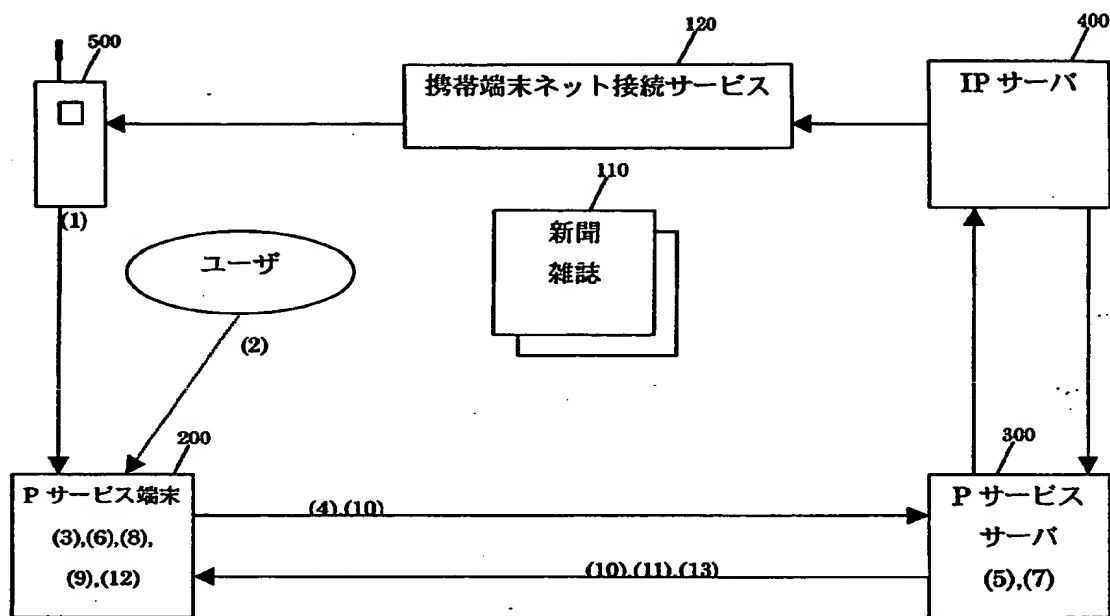 500
120
400
携帯端末ネット接続サービス
IP サーバ
110
新聞
雑誌
(1)
ユーザ
(2)
200
300
P サービス端末
(3),(6),(8),
(9),(12)
(4),(10)
(10),(11),(13)
P サービス
サーバ
(5),(7)